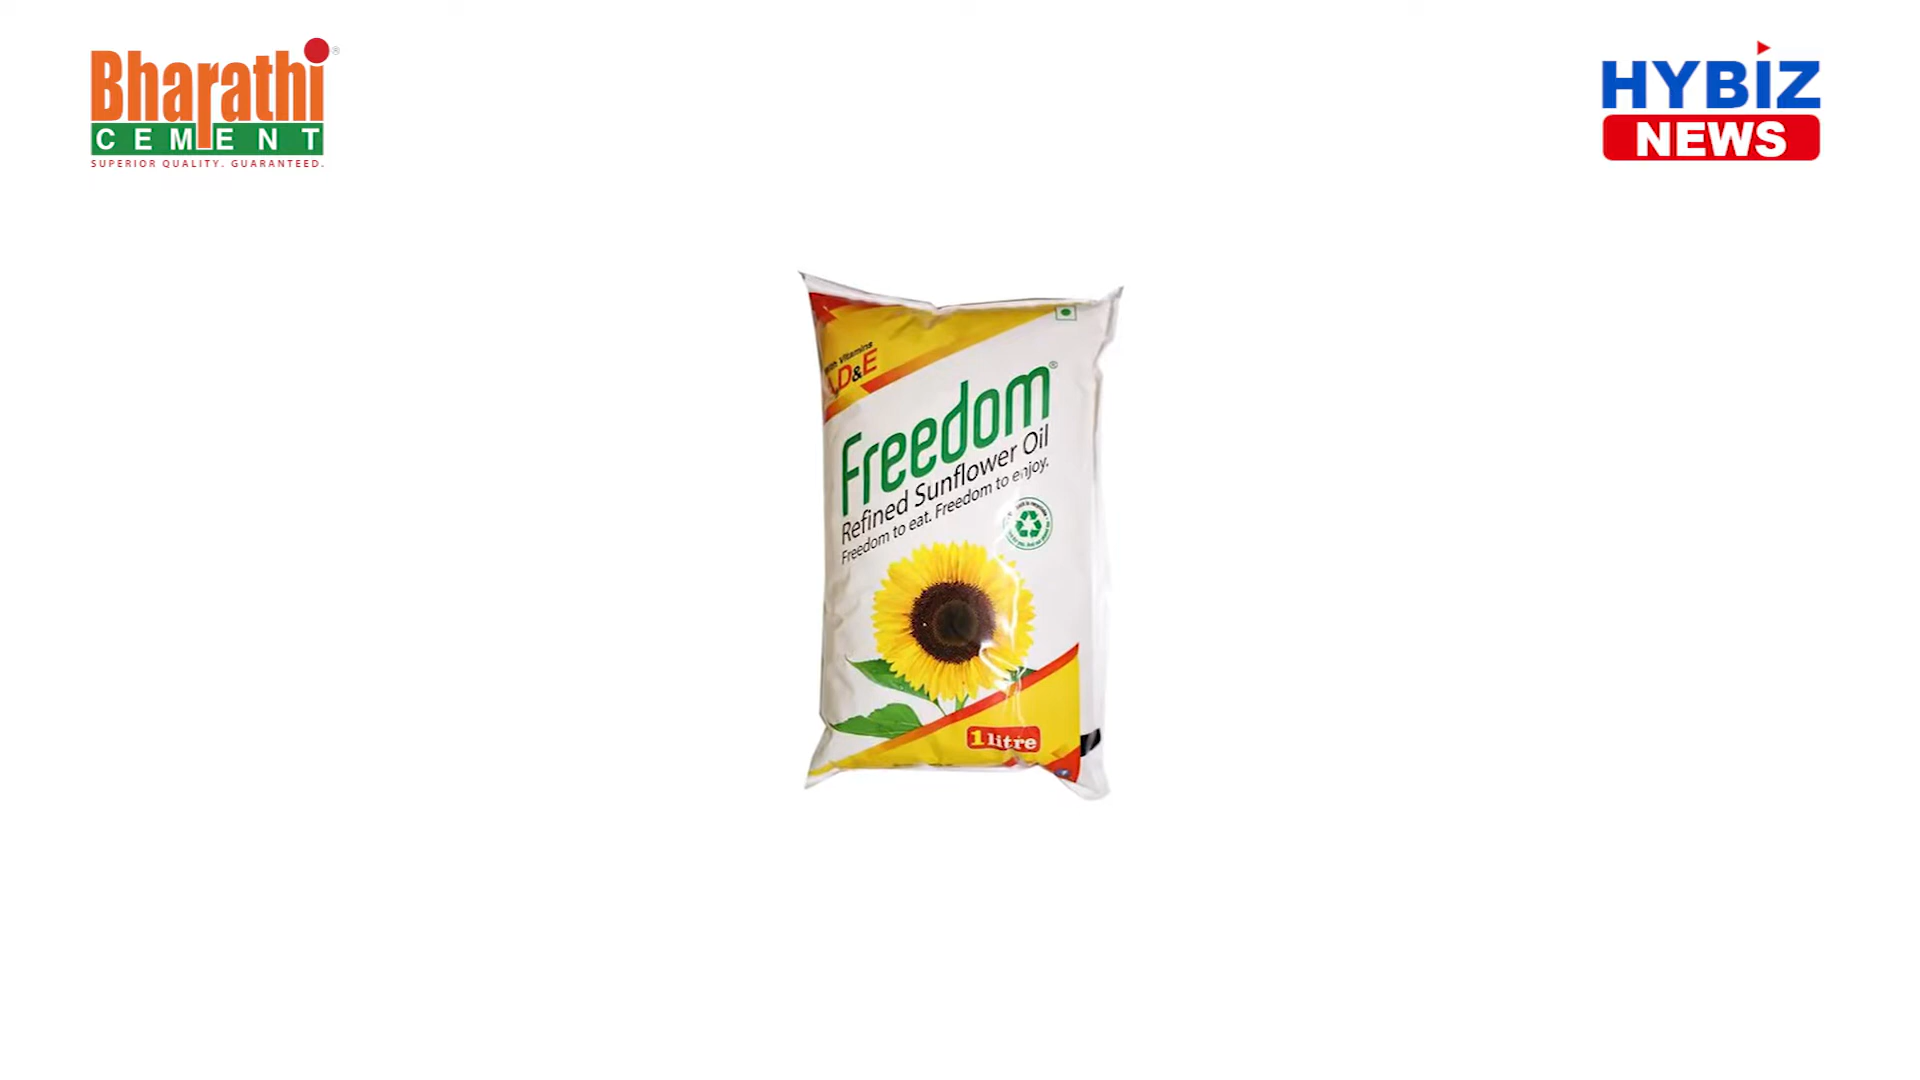 Bharathi
CEMENT
SUPERIOR QUALITY. GUARANTEED.
HYBIZ
NEWS
With Vitamins
A,D&E
Freedom
Refined Sunflower Oil
Freedom to eat. Freedom to enjoy.
1 litre